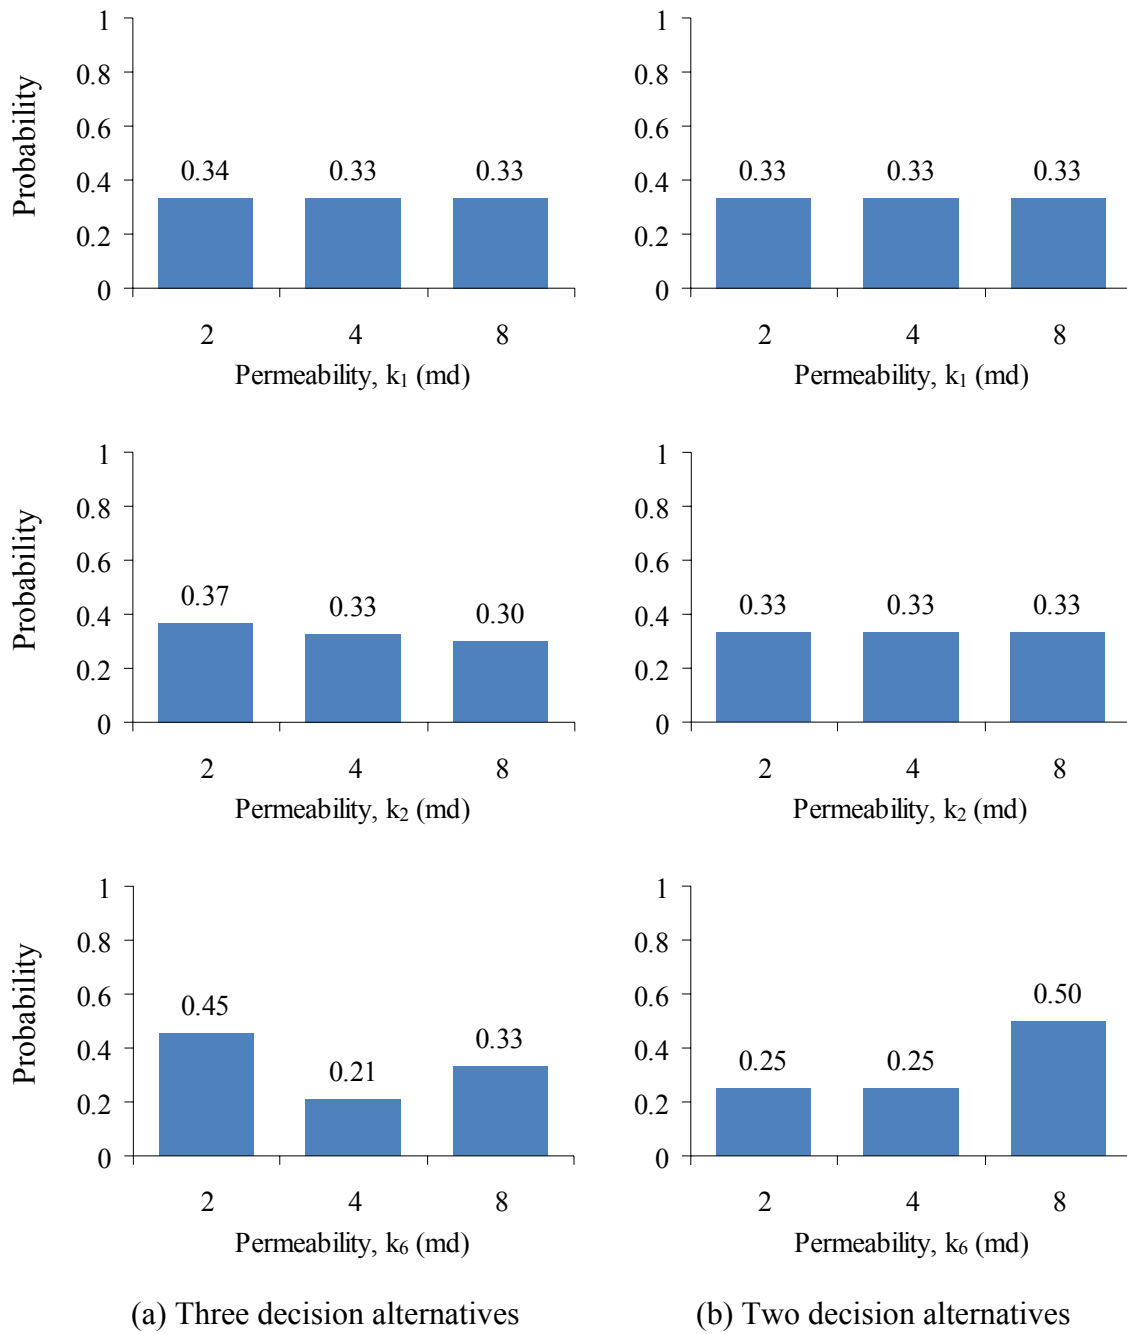 Probability
1
0.8
0.6
0.4
0.2
0
0.34 0.33 0.33
2 4 8
Permeability, k₁ (md)
1
0.8
0.6
0.4
0.2
0
0.33 0.33 0.33
2 4 8
Permeability, k₁ (md)
Probability
1
0.8
0.6
0.4
0.2
0
0.37 0.33 0.30
2 4 8
Permeability, k₂ (md)
1
0.8
0.6
0.4
0.2
0
0.33 0.33 0.33
2 4 8
Permeability, k₂ (md)
Probability
1
0.8
0.6
0.4
0.2
0
0.45 0.21 0.33
2 4 8
Permeability, k₆ (md)
1
0.8
0.6
0.4
0.2
0
0.25 0.25 0.50
2 4 8
Permeability, k₆ (md)
(a) Three decision alternatives
(b) Two decision alternatives